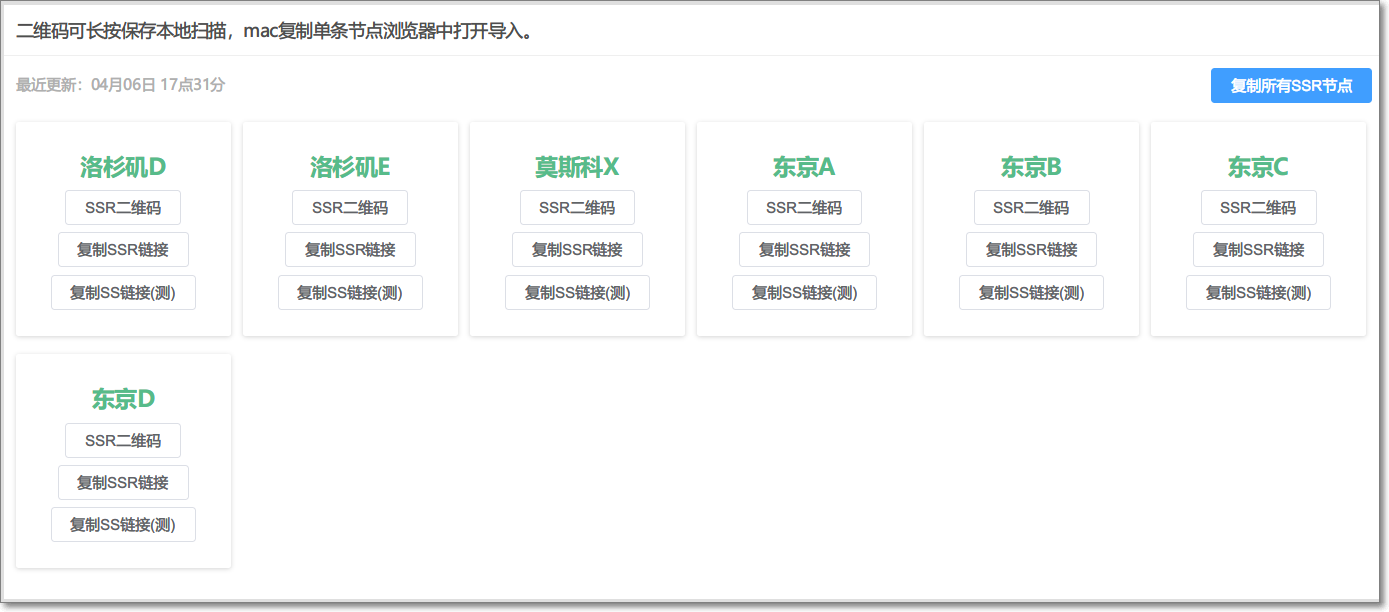 二维码可长按保存本地扫描，mac复制单条节点浏览器中打开导入。
最近更新：04月06日 17点31分
复制所有SSR节点
洛杉矶D
SSR二维码
复制SSR链接
复制SS链接(测)
洛杉矶E
SSR二维码
复制SSR链接
复制SS链接(测)
莫斯科X
SSR二维码
复制SSR链接
复制SS链接(测)
东京A
SSR二维码
复制SSR链接
复制SS链接(测)
东京B
SSR二维码
复制SSR链接
复制SS链接(测)
东京C
SSR二维码
复制SSR链接
复制SS链接(测)
东京D
SSR二维码
复制SSR链接
复制SS链接(测)